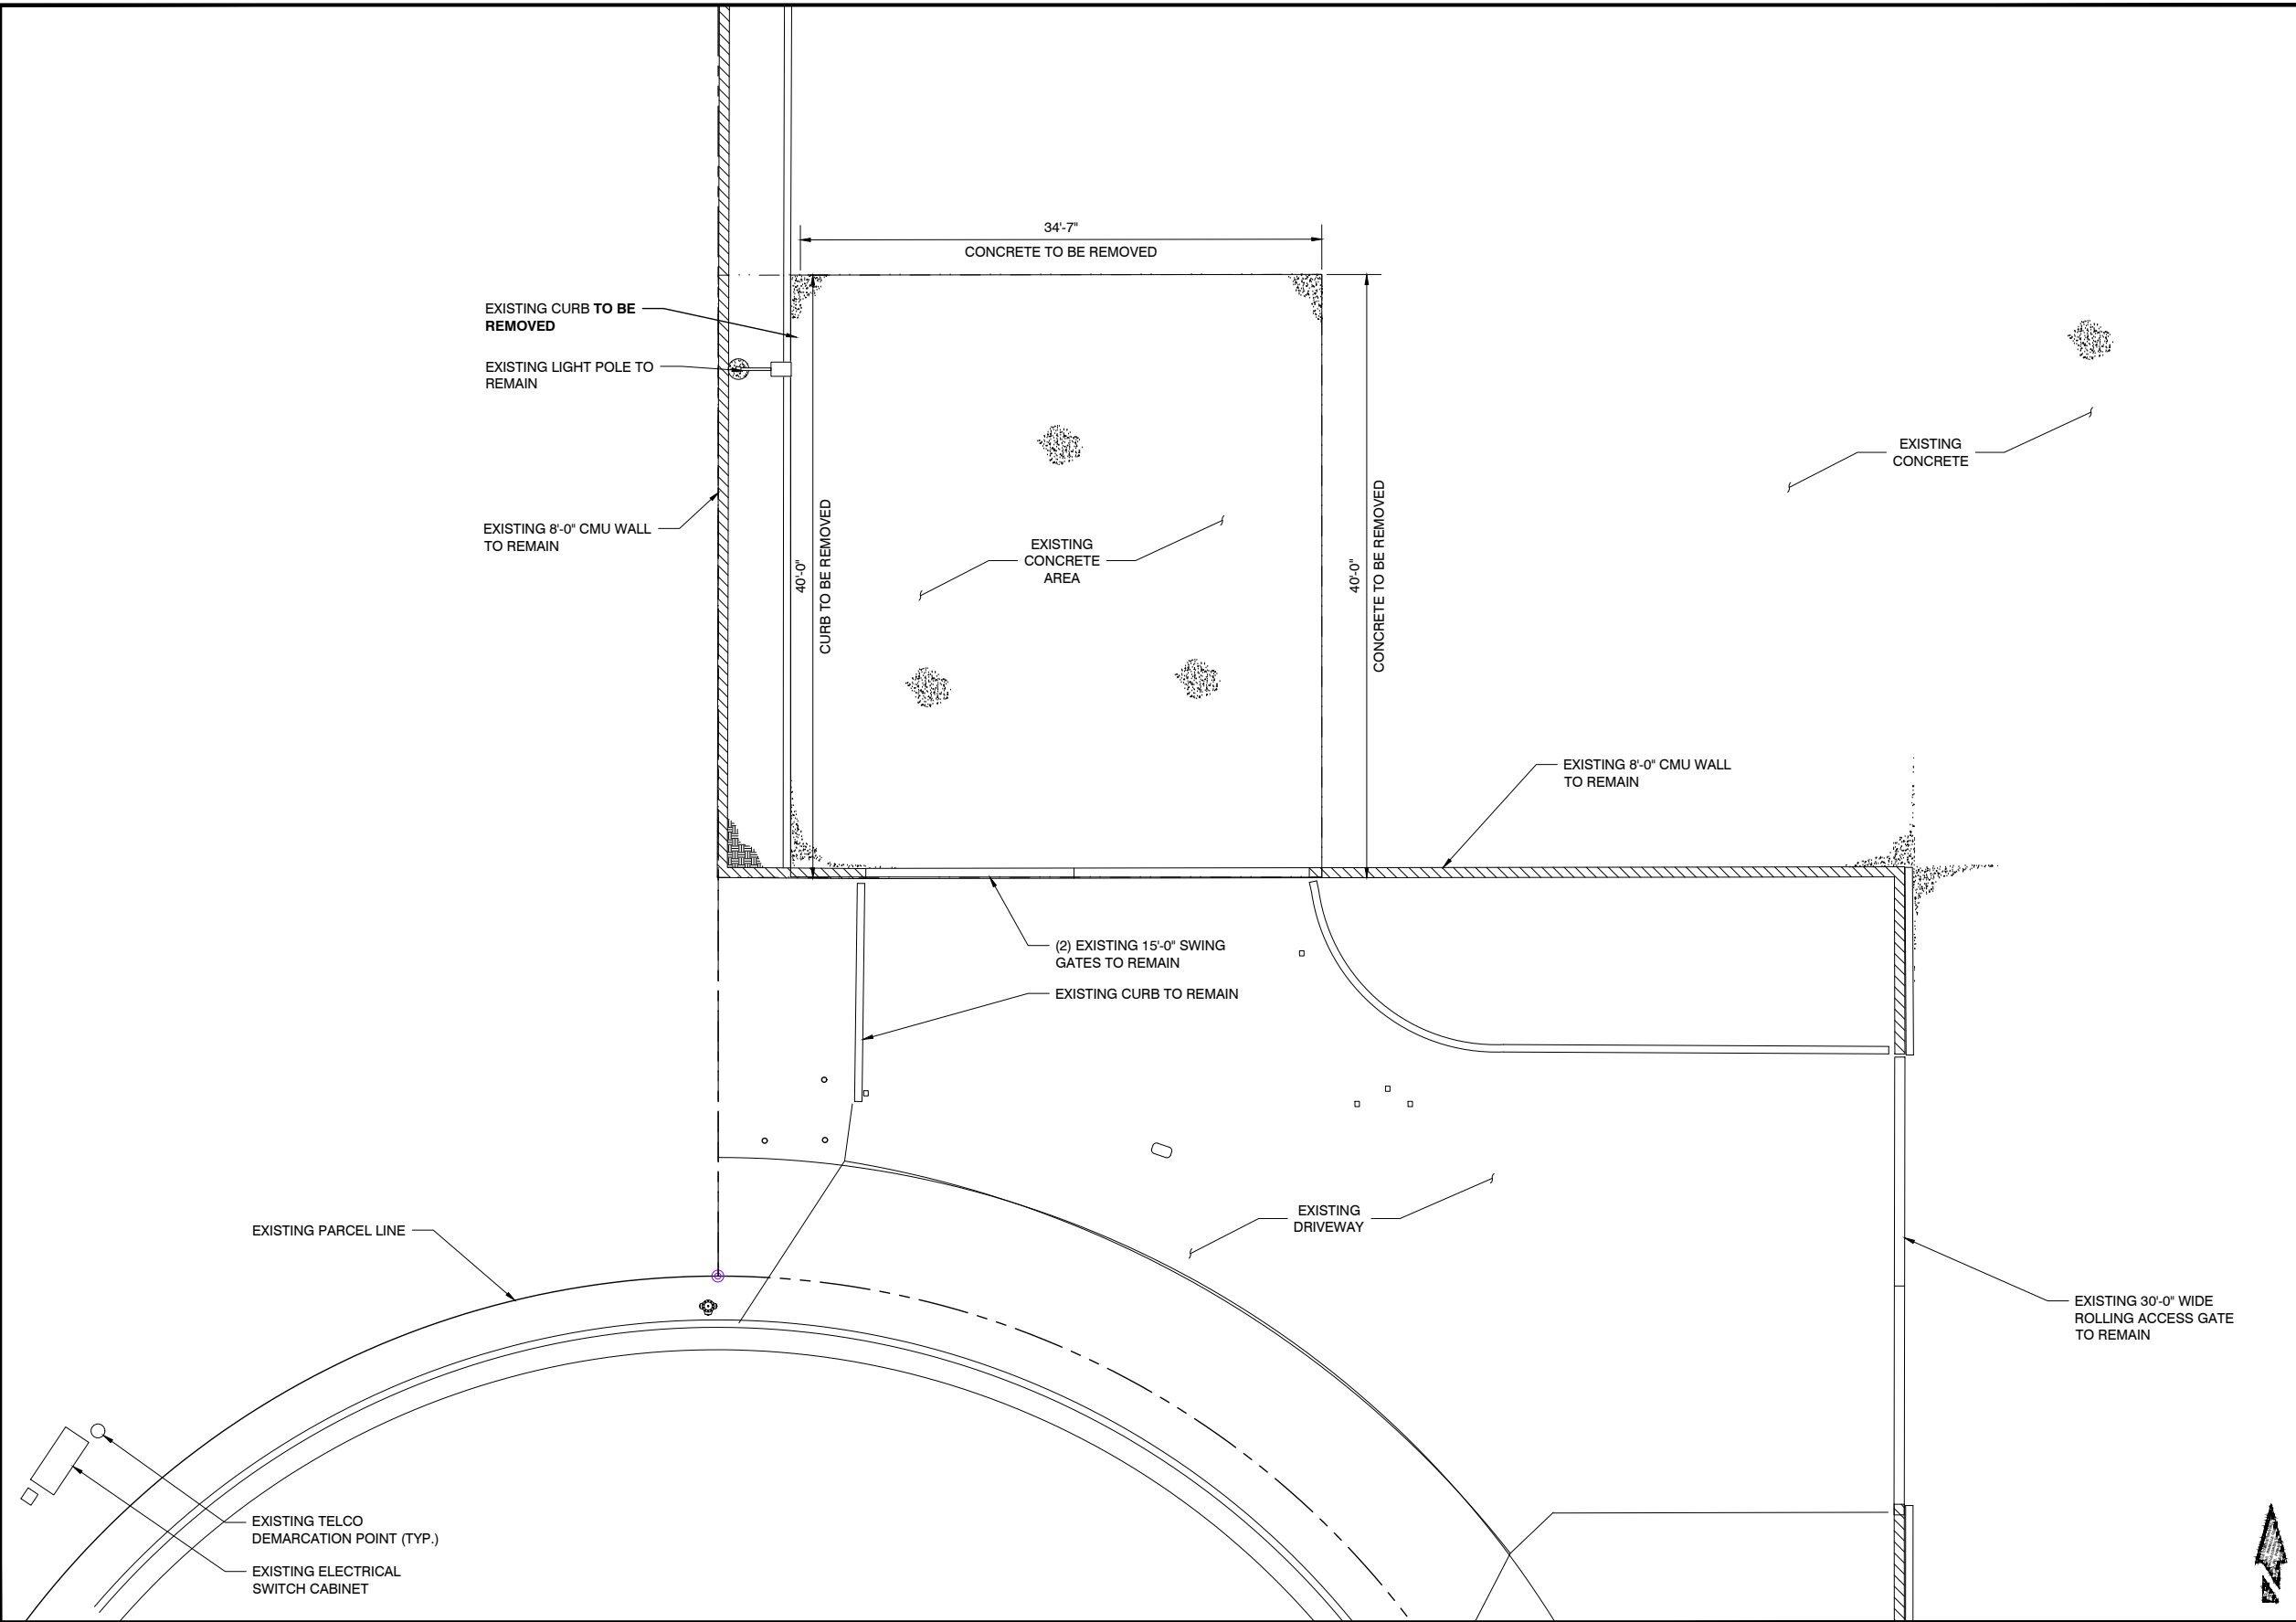 34'-7"
CONCRETE TO BE REMOVED
EXISTING CURB TO BE
REMOVED
EXISTING LIGHT POLE TO
REMAIN
EXISTING
CONCRETE
EXISTING 8'-0" CMU WALL
TO REMAIN
40'-0"
CURB TO BE REMOVED
EXISTING
CONCRETE
AREA
40'-0"
CONCRETE TO BE REMOVED
EXISTING 8'-0" CMU WALL
TO REMAIN
(2) EXISTING 15'-0" SWING
GATES TO REMAIN
EXISTING CURB TO REMAIN
EXISTING PARCEL LINE
EXISTING
DRIVEWAY
EXISTING 30'-0" WIDE
ROLLING ACCESS GATE
TO REMAIN
EXISTING TELCO
DEMARCATION POINT (TYP.)
EXISTING ELECTRICAL
SWITCH CABINET